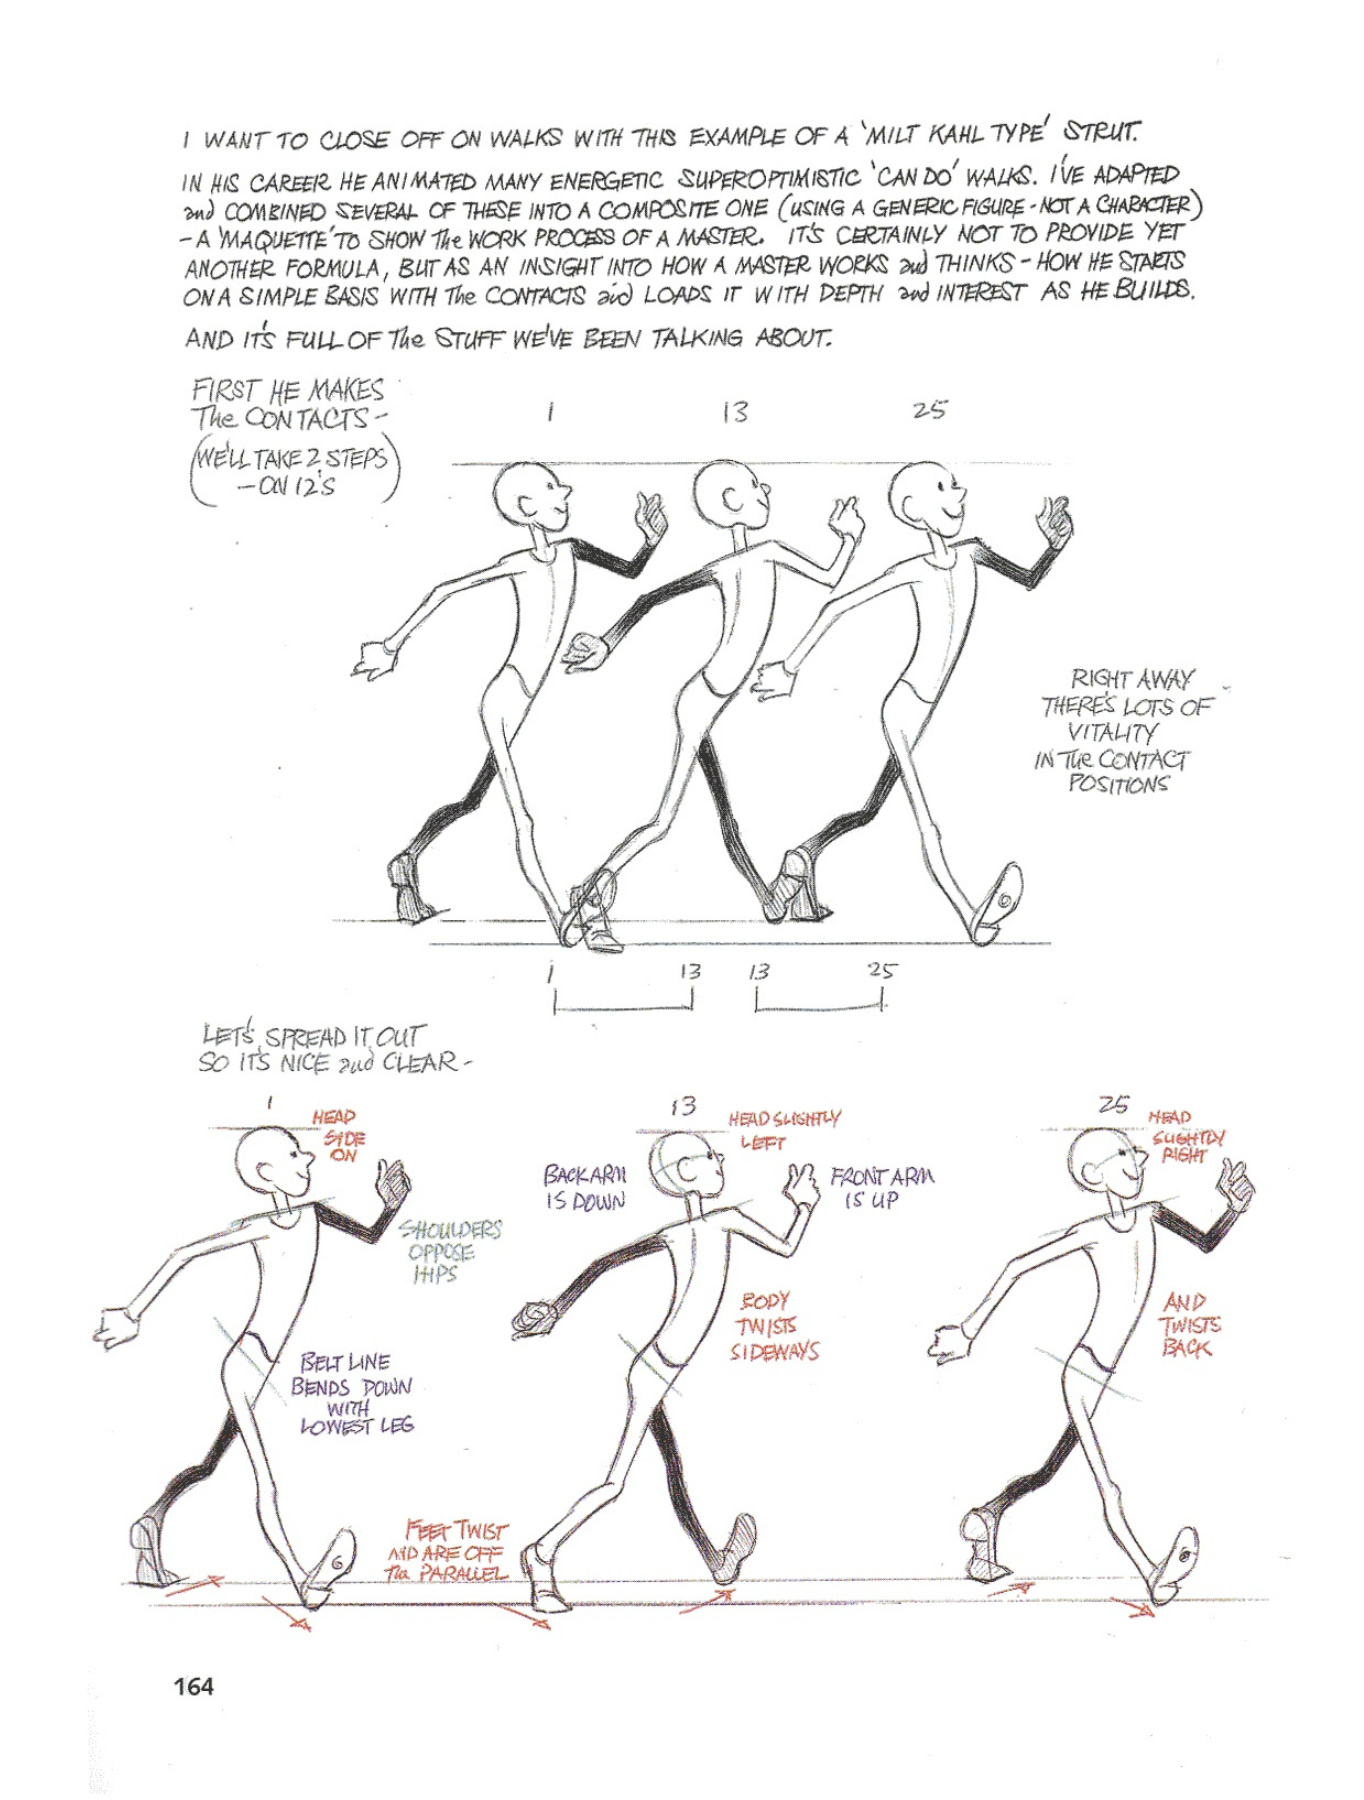 I WANT TO CLOSE OFF ON WALKS WITH THIS EXAMPLE OF A 'MILT KAHL TYPE' STRUT.
IN HIS CAREER HE ANIMATED MANY ENERGETIC SUPEROPTIMISTIC 'CAN DO' WALKS. I'VE ADAPTED
and COMBINED SEVERAL OF THESE INTO A COMPOSITE ONE (USING A GENERIC FIGURE - NOT A CHARACTER)
- A 'MAQUETTE' TO SHOW The WORK PROCESS OF A MASTER. IT'S CERTAINLY NOT TO PROVIDE YET
ANOTHER FORMULA, BUT AS AN INSIGHT INTO HOW A MASTER WORKS and THINKS - HOW HE STARTS
ON A SIMPLE BASIS WITH The CONTACTS and LOADS IT WITH DEPTH and INTEREST AS HE BUILDS.
AND IT'S FULL OF The STUFF WE'VE BEEN TALKING ABOUT.
FIRST HE MAKES
The CONTACTS -
(WE'LL TAKE 2 STEPS
- ON 12'S)
1 13 25
RIGHT AWAY
THERE'S LOTS OF
VITALITY
IN The CONTACT
POSITIONS
1 13 13 25
LET'S SPREAD IT OUT
SO IT'S NICE and CLEAR -
1
HEAD
SIDE
ON
SHOULDERS
OPPOSE
HIPS
BELT LINE
BENDS DOWN
WITH
LOWEST LEG
FEET TWIST
AND ARE OFF
The PARALLEL
13
HEAD SLIGHTLY
LEFT
BACK ARM
IS DOWN
FRONT ARM
IS UP
BODY
TWISTS
SIDEWAYS
25
HEAD
SLIGHTLY
RIGHT
AND
TWISTS
BACK
164